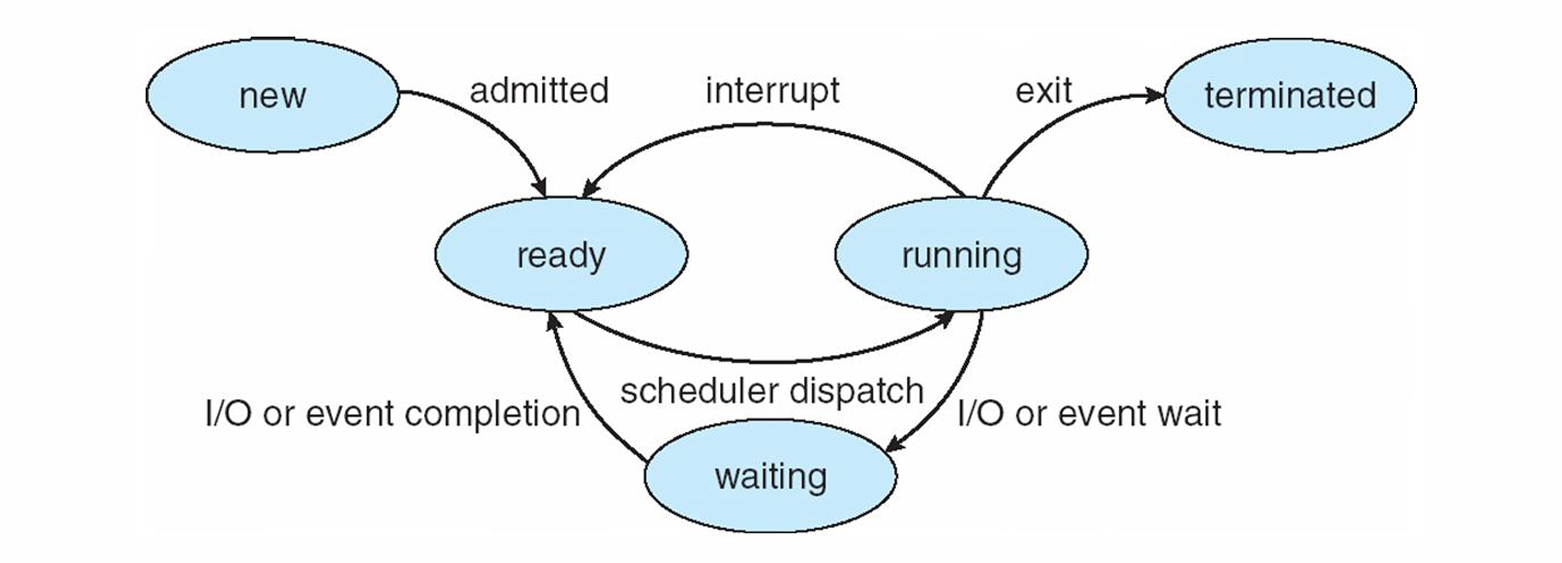 new
admitted
interrupt
exit
terminated
ready
running
scheduler dispatch
I/O or event completion
I/O or event wait
waiting